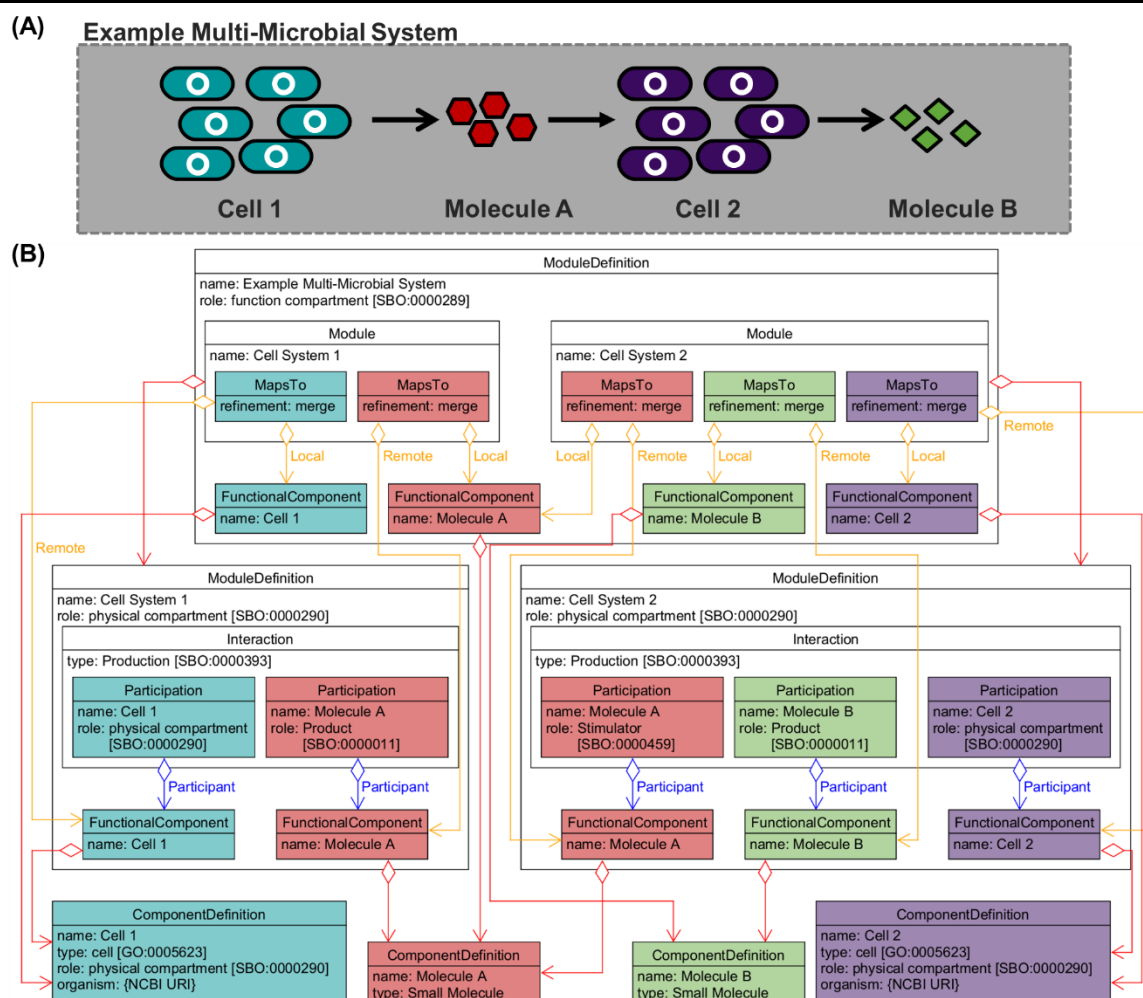 (A)
Example Multi-Microbial System
Cell 1
Molecule A
Cell 2
Molecule B
(B)
ModuleDefinition
name: Example Multi-Microbial System
role: function compartment [SBO:0000289]
Module
name: Cell System 1
MapsTo
refinement: merge
MapsTo
refinement: merge
Module
name: Cell System 2
MapsTo
refinement: merge
MapsTo
refinement: merge
MapsTo
refinement: merge
Local
Remote
Local
Local
Remote
Local
Remote
Local
Remote
FunctionalComponent
name: Cell 1
FunctionalComponent
name: Molecule A
FunctionalComponent
name: Molecule B
FunctionalComponent
name: Cell 2
Remote
ModuleDefinition
name: Cell System 1
role: physical compartment [SBO:0000290]
Interaction
type: Production [SBO:0000393]
Participation
name: Cell 1
role: physical compartment
[SBO:0000290]
Participation
name: Molecule A
role: Product
[SBO:0000011]
Participant
Participant
FunctionalComponent
name: Cell 1
FunctionalComponent
name: Molecule A
ModuleDefinition
name: Cell System 2
role: physical compartment [SBO:0000290]
Interaction
type: Production [SBO:0000393]
Participation
name: Molecule A
role: Stimulator
[SBO:0000459]
Participation
name: Molecule B
role: Product
[SBO:0000011]
Participation
name: Cell 2
role: physical compartment
[SBO:0000290]
Participant
Participant
Participant
FunctionalComponent
name: Molecule A
FunctionalComponent
name: Molecule B
FunctionalComponent
name: Cell 2
ComponentDefinition
name: Cell 1
type: cell [GO:0005623]
role: physical compartment [SBO:0000290]
organism: {NCBI URI}
ComponentDefinition
name: Molecule A
type: Small Molecule
ComponentDefinition
name: Molecule B
type: Small Molecule
ComponentDefinition
name: Cell 2
type: cell [GO:0005623]
role: physical compartment [SBO:0000290]
organism: {NCBI URI}